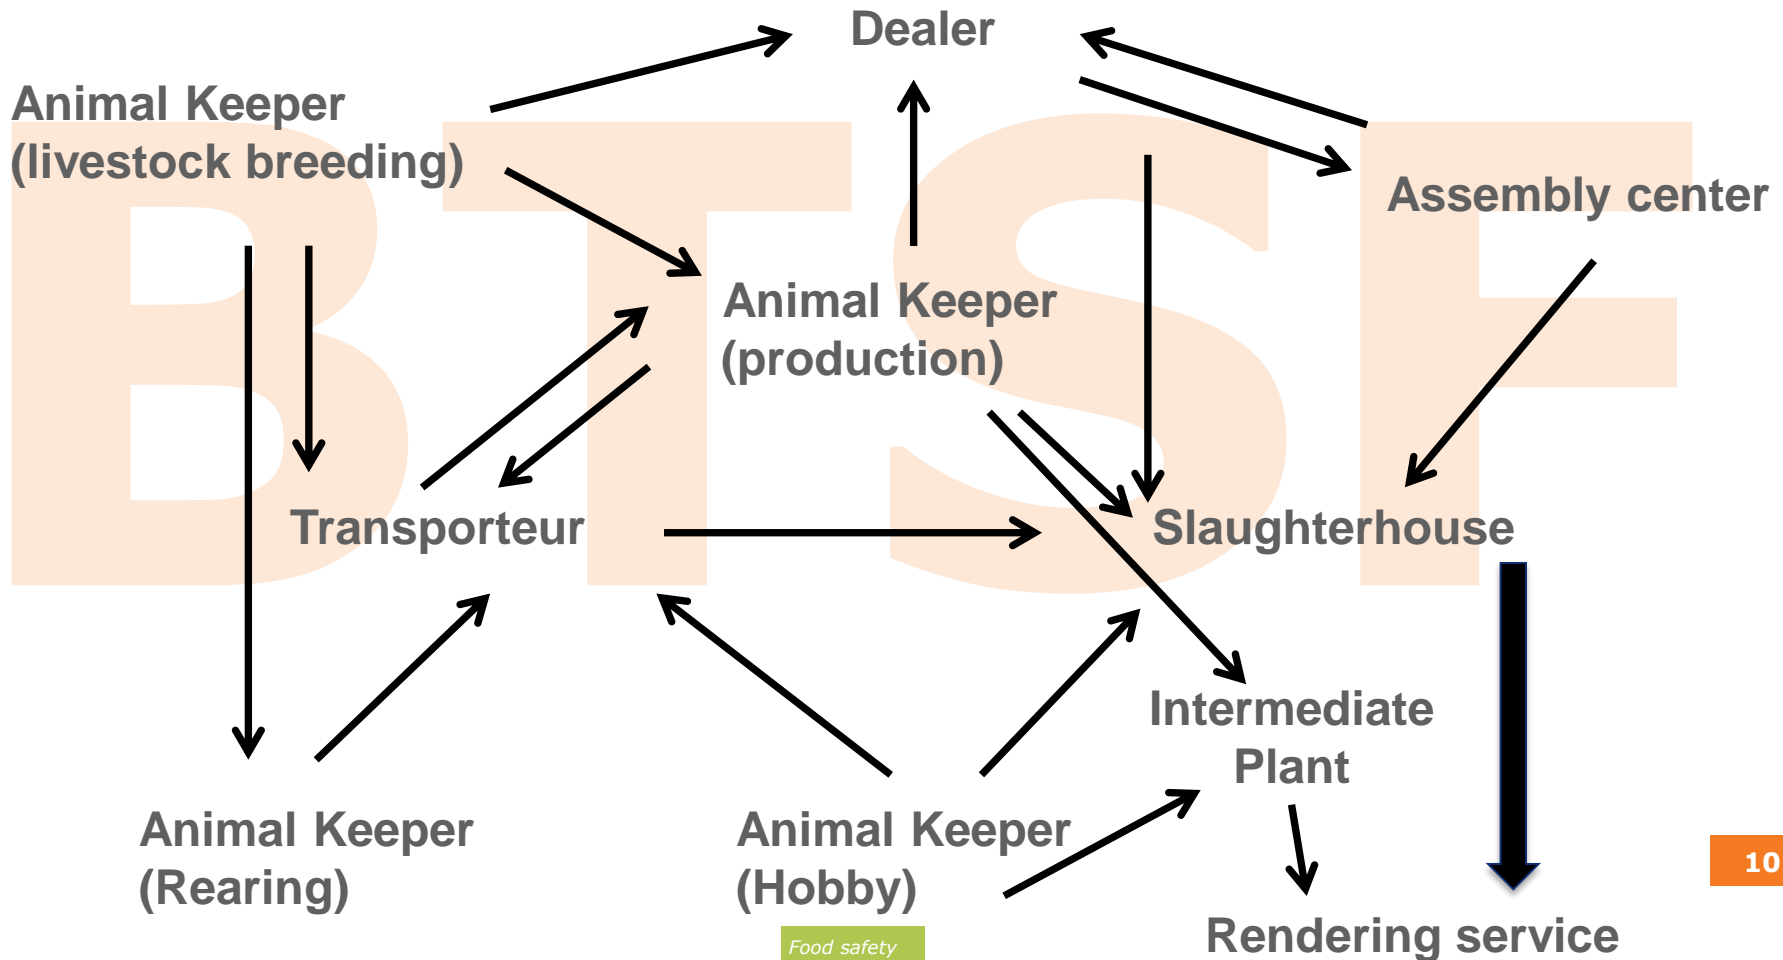 Dealer
Animal Keeper
(livestock breeding)
Assembly center
Animal Keeper
(production)
Transporteur
Slaughterhouse
Intermediate
Plant
Animal Keeper
(Rearing)
Animal Keeper
(Hobby)
Rendering service
BTSF
10
Food safety